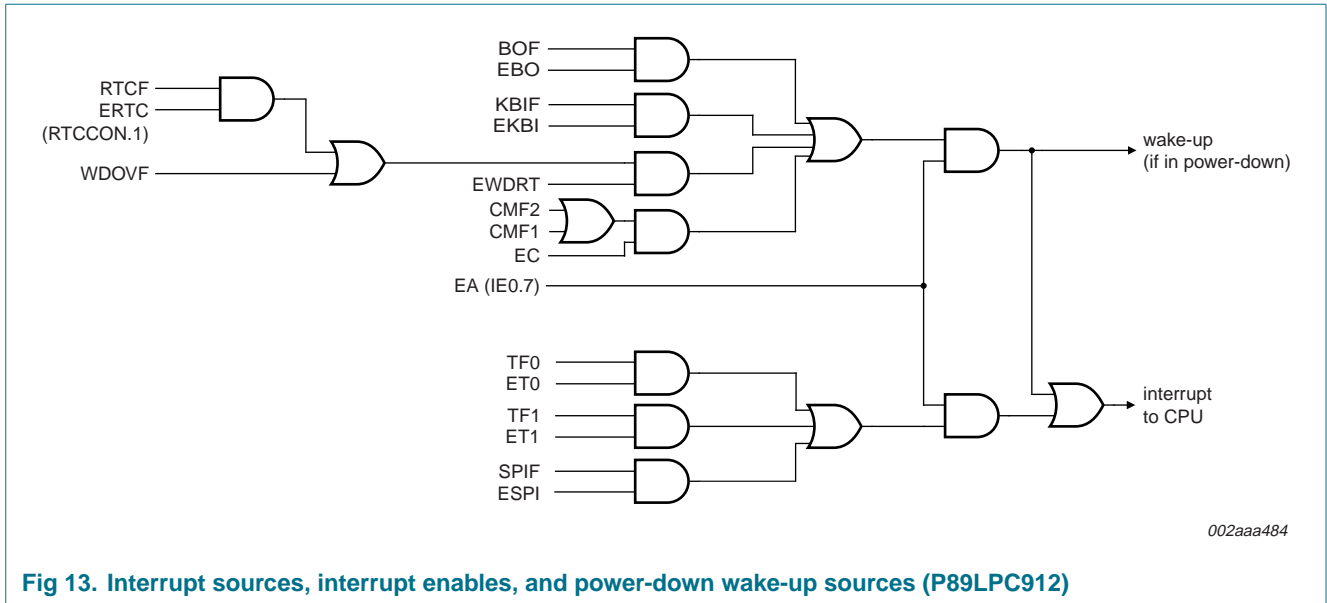 BOF
EBO
RTCF
ERTC
(RTCCON.1)
WDOVF
KBIF
EKBI
EWDRT
CMF2
CMF1
EC
EA (IE0.7)
wake-up
(if in power-down)
TF0
ET0
TF1
ET1
SPIF
ESPI
interrupt
to CPU
002aaa484
Fig 13. Interrupt sources, interrupt enables, and power-down wake-up sources (P89LPC912)